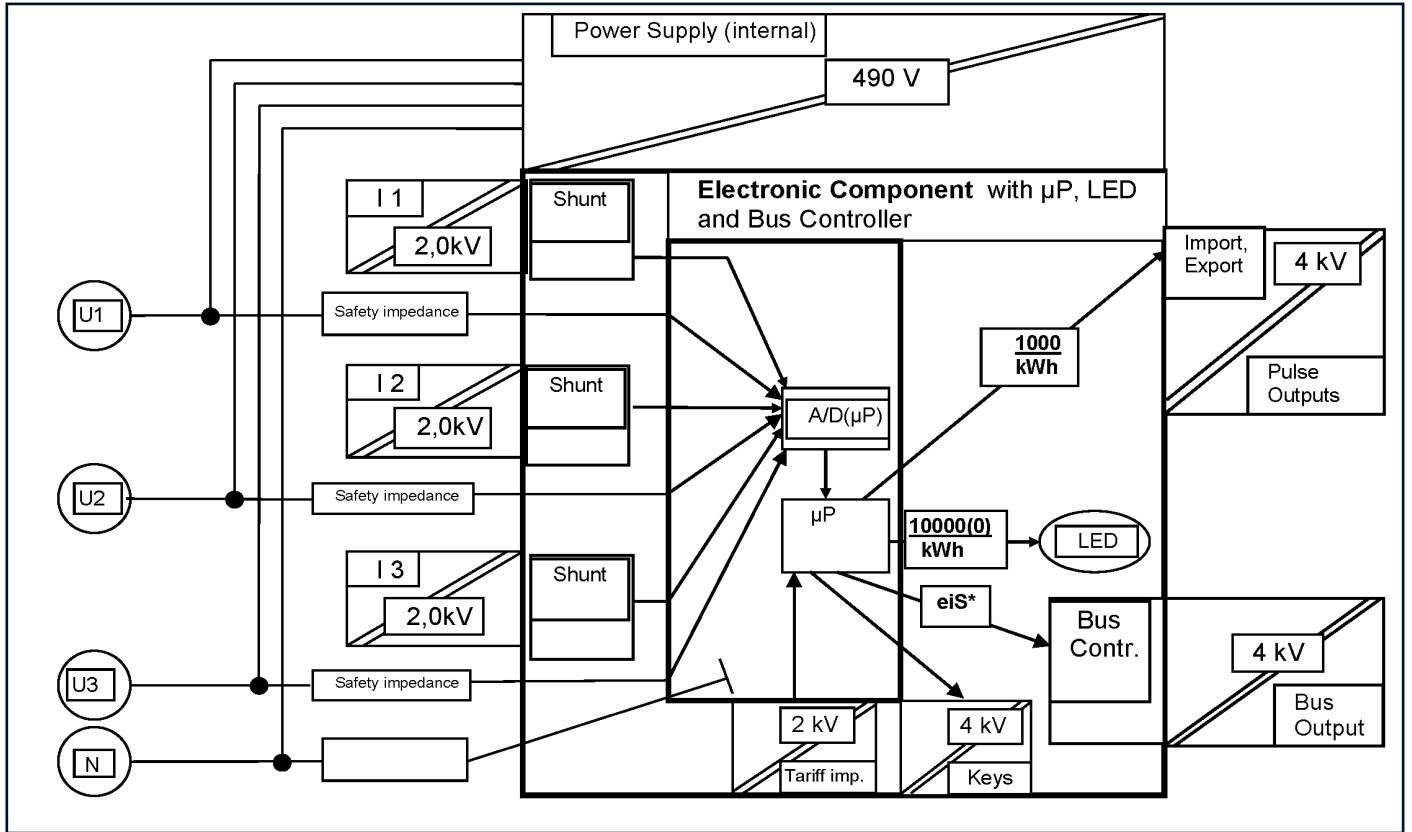 Power Supply (internal)
490 V
Electronic Component with µP, LED
and Bus Controller
I 1
2,0kV
Shunt
Import,
Export
4 kV
U1
Safety impedance
1000
kWh
Pulse
Outputs
I 2
2,0kV
Shunt
A/D(µP)
U2
Safety impedance
µP
10000(0)
kWh
LED
I 3
2,0kV
Shunt
eiS*
Bus
Contr.
4 kV
Bus
Output
U3
Safety impedance
N
2 kV
Tariff imp.
4 kV
Keys